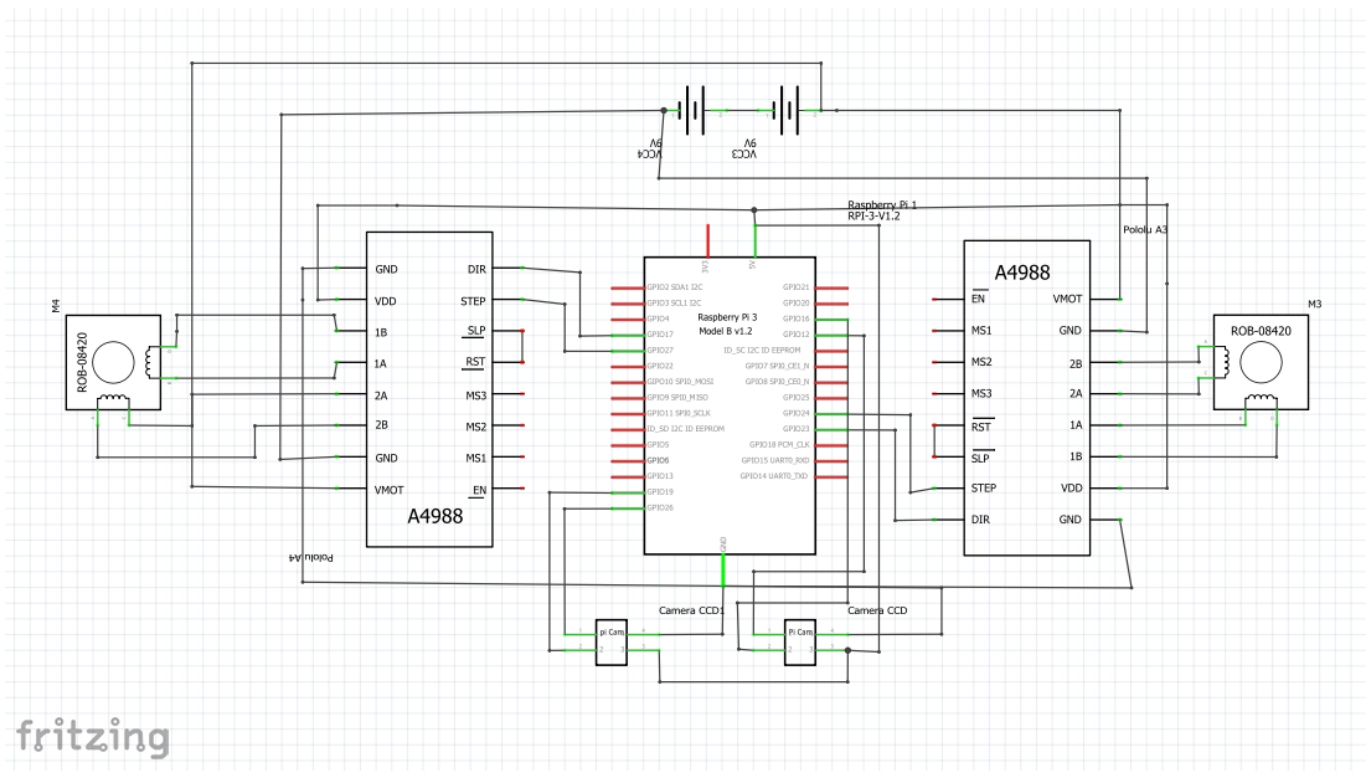 9V
VCC4
9V
VCC3
Raspberry Pi 1
RPI-3-V1.2
Pololu A3
M4
ROB-08420
GND
VDD
1B
1A
2A
2B
GND
VMOT
DIR
STEP
SLP
RST
MS3
MS2
MS1
EN
A4988
Pololu A4
3V3
5V
Raspberry Pi 3
Model B v1.2
GPIO2 SDA1 I2C
GPIO3 SCL1 I2C
GPIO4
GPIO17
GPIO27
GPIO22
GPIO10 SPI0_MOSI
GPIO9 SPI0_MISO
GPIO11 SPI0_SCLK
ID_SD I2C ID EEPROM
GPIO5
GPIO6
GPIO13
GPIO19
GPIO26
GPIO21
GPIO20
GPIO16
GPIO12
ID_SC I2C ID EEPROM
GPIO7 SPI0_CE1_N
GPIO8 SPI0_CE0_N
GPIO25
GPIO24
GPIO23
GPIO18 PCM_CLK
GPIO15 UART0_RXD
GPIO14 UART0_TXD
GND
A4988
EN
MS1
MS2
MS3
RST
SLP
STEP
DIR
VMOT
GND
2B
2A
1A
1B
VDD
GND
M3
ROB-08420
Camera CCD1
pi Cam
2 3
Camera CCD
Pi Cam
2 3
fritzing